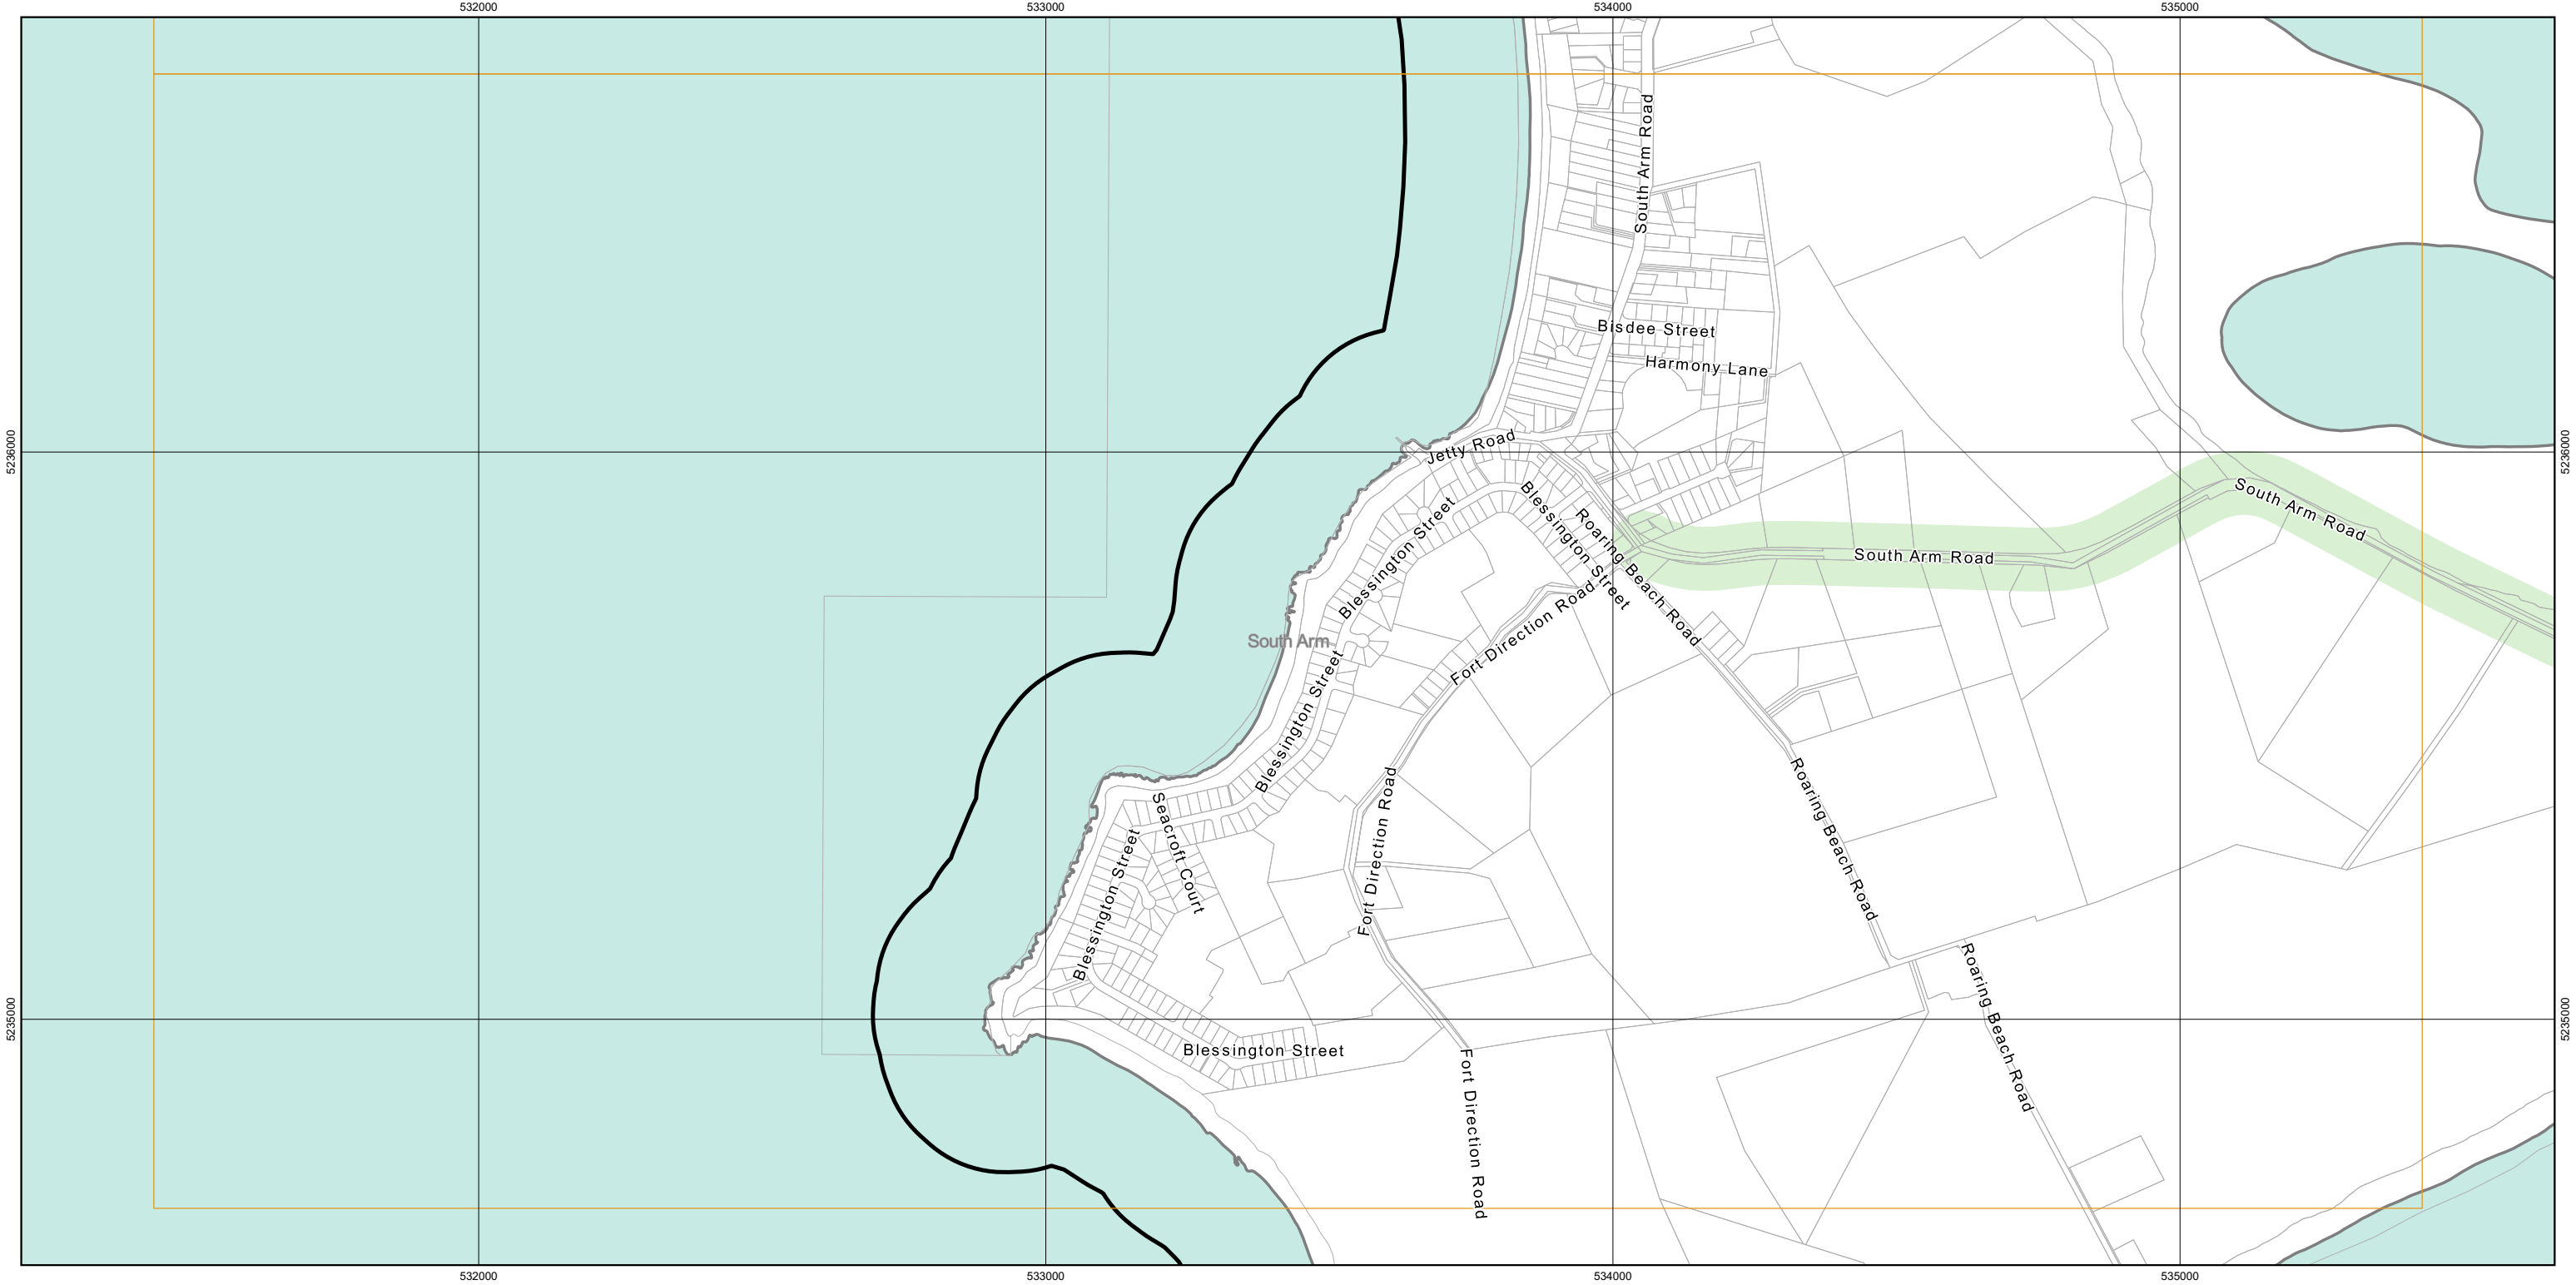 532000
533000
534000
535000
South Arm Road
Bisdee Street
Harmony Lane
5236000
Jetty Road
5236000
Blessington Street
Blessington Street
Roaring Beach Road
South Arm Road
South Arm Road
Fort Direction Road
South Arm
Blessington Street
Seacroft Court
Blessington Street
Fort Direction Road
Roaring Beach Road
Roaring Beach Road
5235000
5235000
Blessington Street
Fort Direction Road
532000
533000
534000
535000